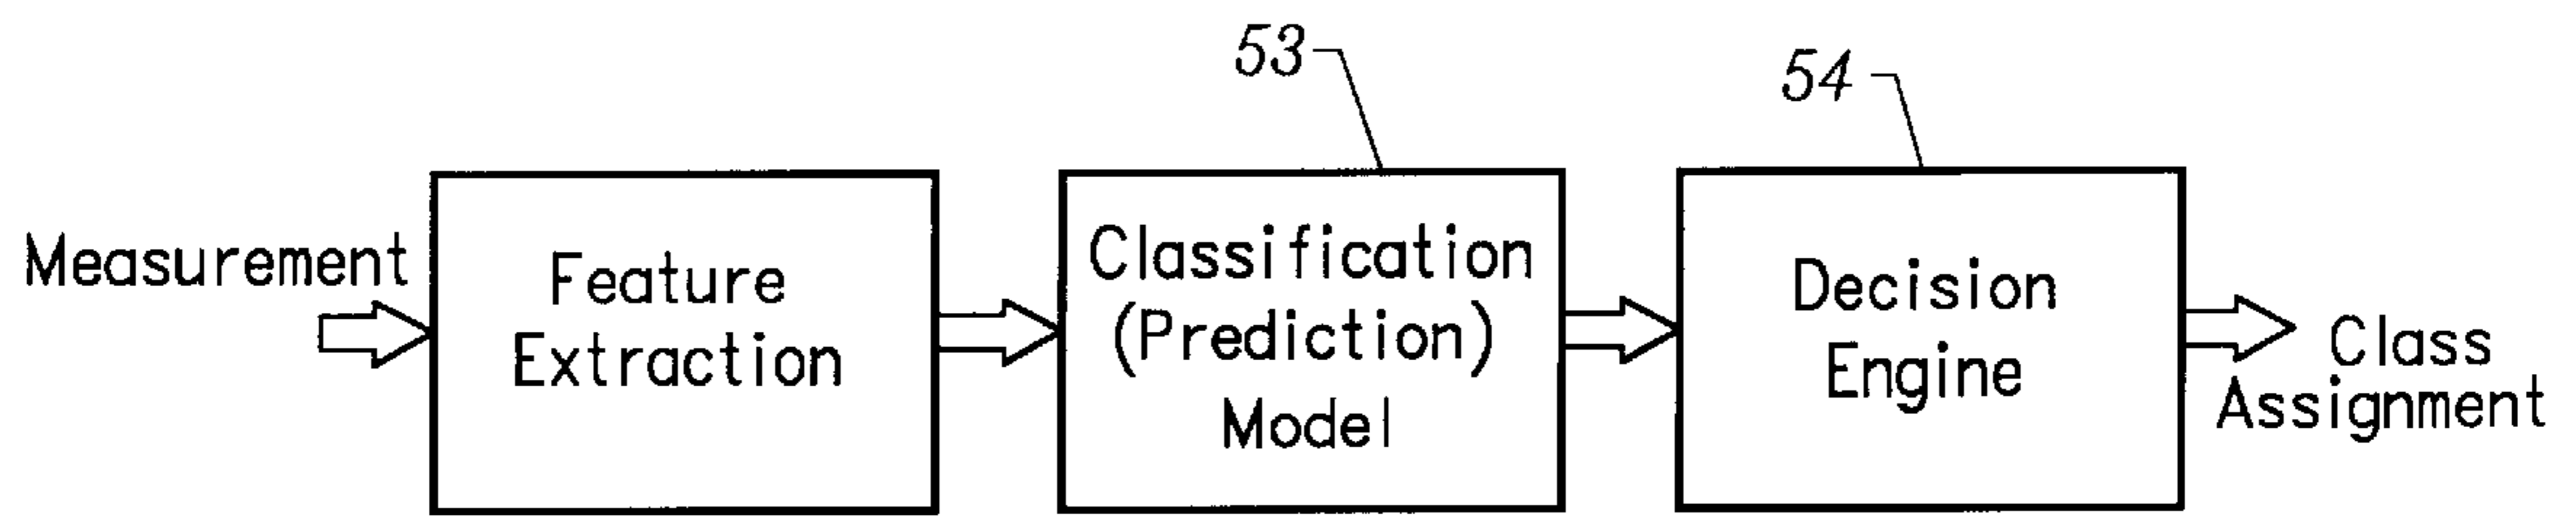 53
54
Measurement
Feature
Extraction
Classification
(Prediction)
Model
Decision
Engine
Class
Assignment